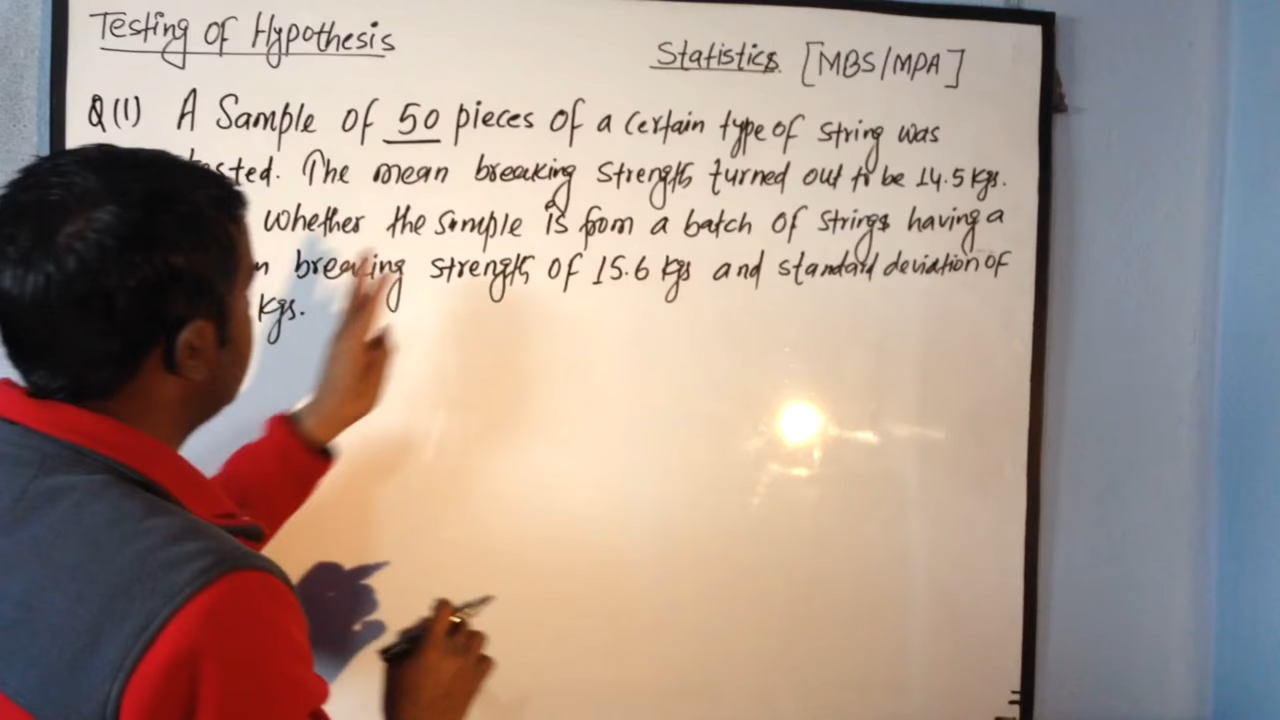 Testing of Hypothesis
Statistics [MBS/MPA]
Q(1) A Sample of 50 pieces of a certain type of string was
The mean breaking strength turned out to be 14.5 kgs.
whether the sample is from a batch of strings having a
breaking strength of 15.6 kgs and standard deviation of
kgs.